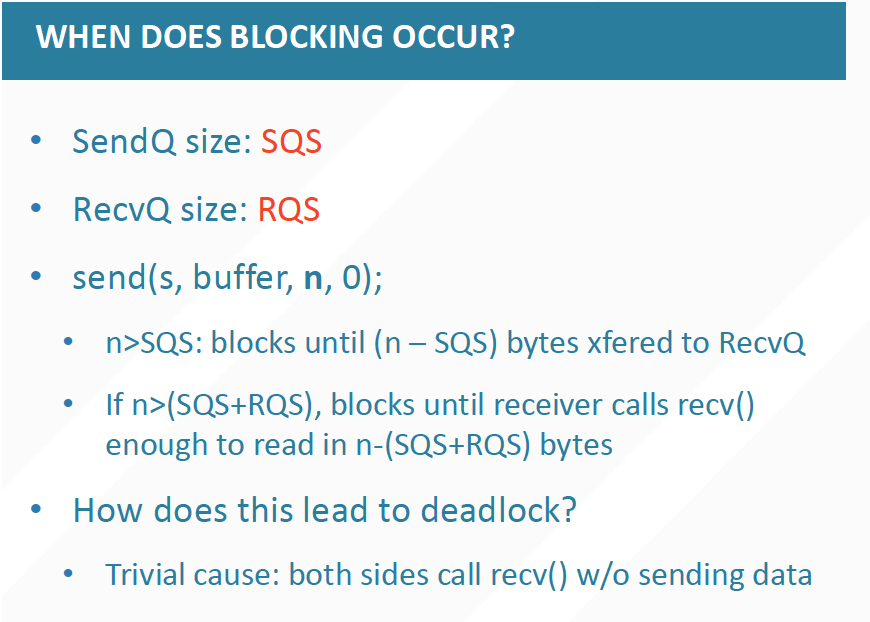 WHEN DOES BLOCKING OCCUR?
• SendQ size: SQS
• RecvQ size: RQS
• send(s, buffer, n, 0);
• n>SQS: blocks until (n – SQS) bytes xfered to RecvQ
• If n>(SQS+RQS), blocks until receiver calls recv()
enough to read in n-(SQS+RQS) bytes
• How does this lead to deadlock?
• Trivial cause: both sides call recv() w/o sending data